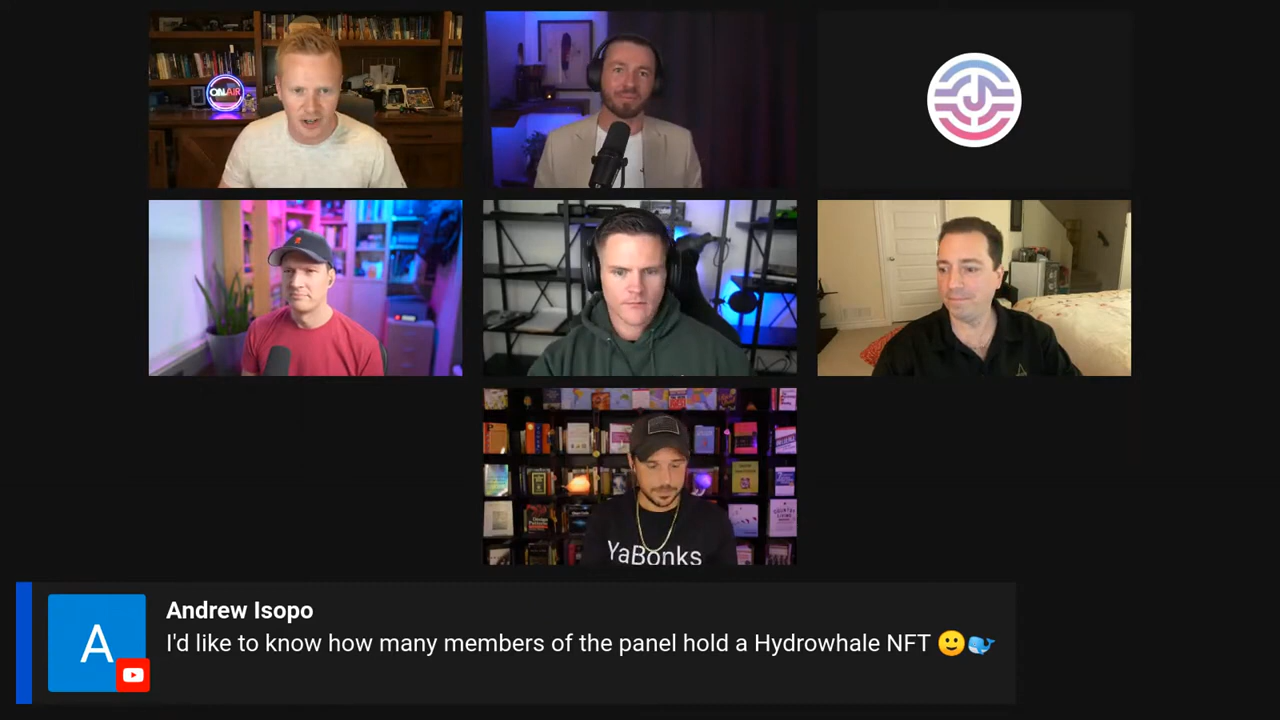 ON AIR
YaBonks
A
Andrew Isopo
I'd like to know how many members of the panel hold a Hydrowhale NFT 🙂🐳